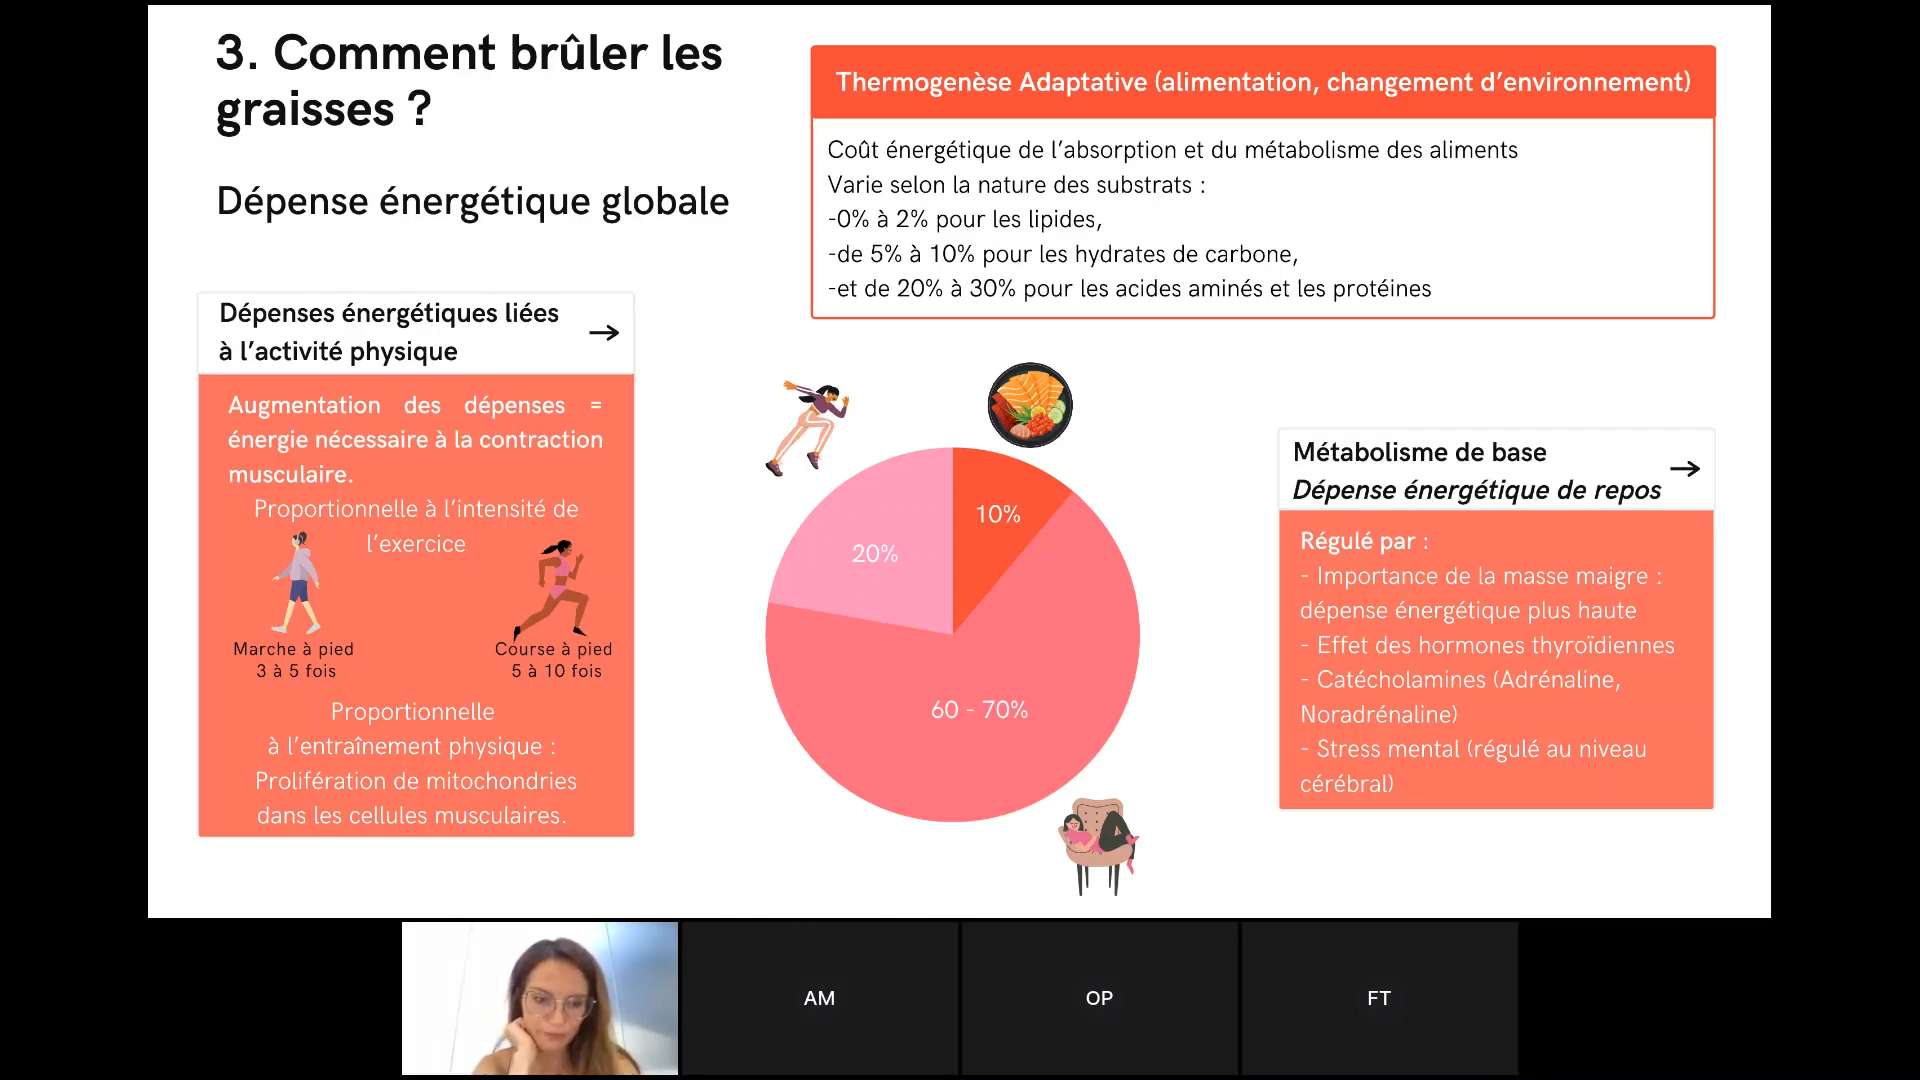 3. Comment brûler les
graisses ?
Dépense énergétique globale
Thermogenèse Adaptative (alimentation, changement d’environnement)
Coût énergétique de l’absorption et du métabolisme des aliments
Varie selon la nature des substrats :
-0% à 2% pour les lipides,
-de 5% à 10% pour les hydrates de carbone,
-et de 20% à 30% pour les acides aminés et les protéines
Dépenses énergétiques liées
à l’activité physique
→
Augmentation des dépenses =
énergie nécessaire à la contraction
musculaire.
Proportionnelle à l’intensité de
l’exercice
Marche à pied
3 à 5 fois
Course à pied
5 à 10 fois
Proportionnelle
à l’entraînement physique :
Prolifération de mitochondries
dans les cellules musculaires.
10%
20%
60 - 70%
Métabolisme de base
Dépense énergétique de repos
→
Régulé par :
- Importance de la masse maigre :
dépense énergétique plus haute
- Effet des hormones thyroïdiennes
- Catécholamines (Adrénaline,
Noradrénaline)
- Stress mental (régulé au niveau
cérébral)
AM
OP
FT